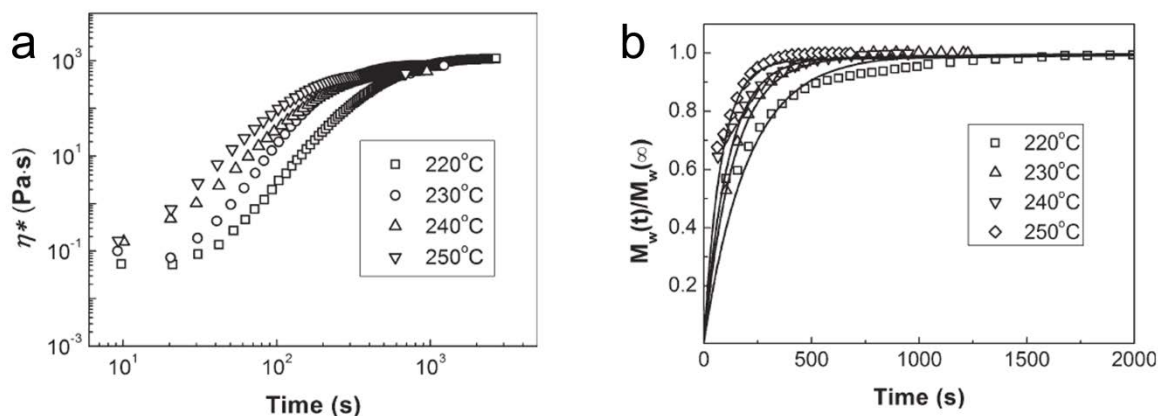 a
η* (Pa·s)
10³
10¹
10⁻¹
10⁻³
10¹
10²
10³
Time (s)
220°C
230°C
240°C
250°C
b
M_w(t)/M_w(∞)
1.0
0.8
0.6
0.4
0.2
0
500
1000
1500
2000
Time (s)
220°C
230°C
240°C
250°C